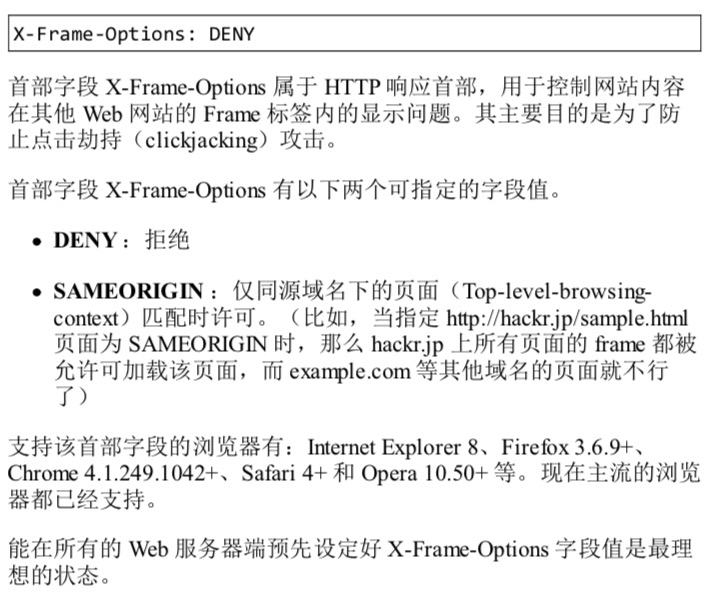 X-Frame-Options: DENY
首部字段 X-Frame-Options 属于 HTTP 响应首部，用于控制网站内容
在其他 Web 网站的 Frame 标签内的显示问题。其主要目的是为了防
止点击劫持（clickjacking）攻击。
首部字段 X-Frame-Options 有以下两个可指定的字段值。
• DENY：拒绝
• SAMEORIGIN：仅同源域名下的页面（Top-level-browsing-
context）匹配时许可。（比如，当指定 http://hackr.jp/sample.html
页面为 SAMEORIGIN 时，那么 hackr.jp 上所有页面的 frame 都被
允许可加载该页面，而 example.com 等其他域名的页面就不行
了）
支持该首部字段的浏览器有：Internet Explorer 8、Firefox 3.6.9+、
Chrome 4.1.249.1042+、Safari 4+ 和 Opera 10.50+ 等。现在主流的浏览
器都已经支持。
能在所有的 Web 服务器端预先设定好 X-Frame-Options 字段值是最理
想的状态。